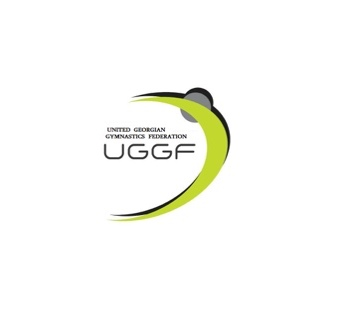 UNITED GEORGIAN
GYMNASTICS FEDERATION
UGGF